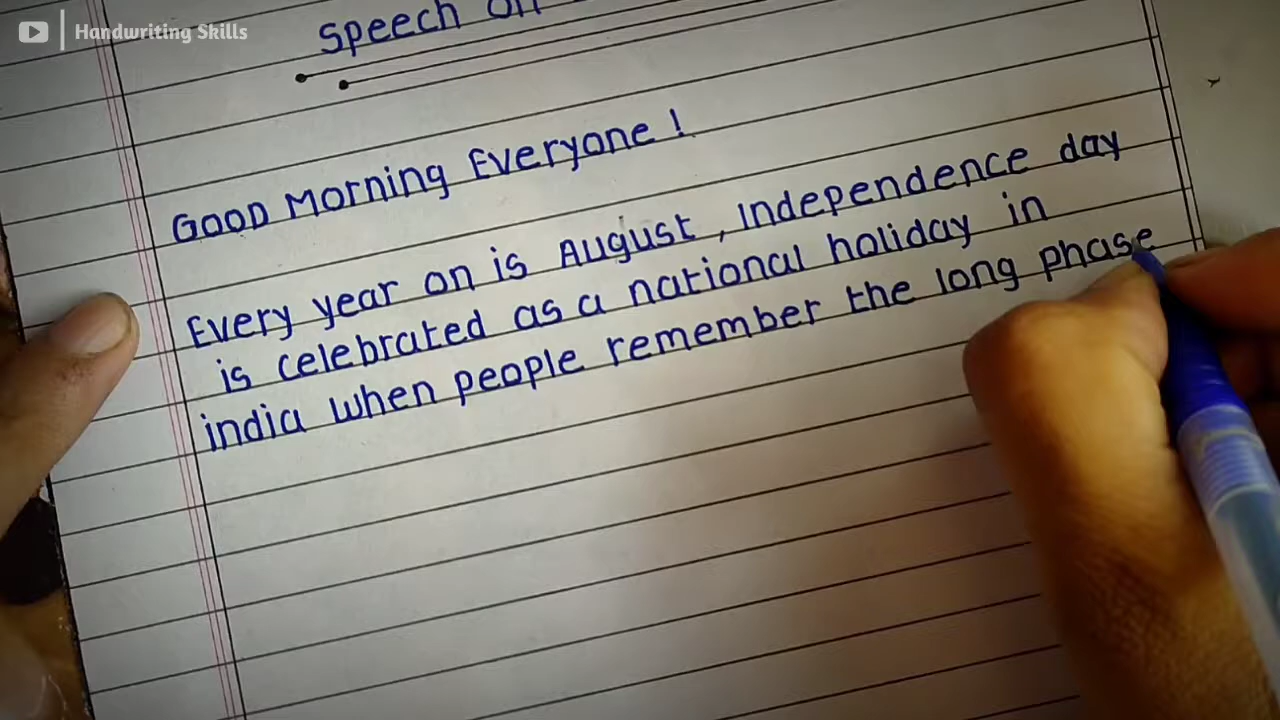 Handwriting Skills
Speech on
Good Morning Everyone !
Every year on is August , Independence day
is celebrated as a national holiday in
india when people remember the long phase